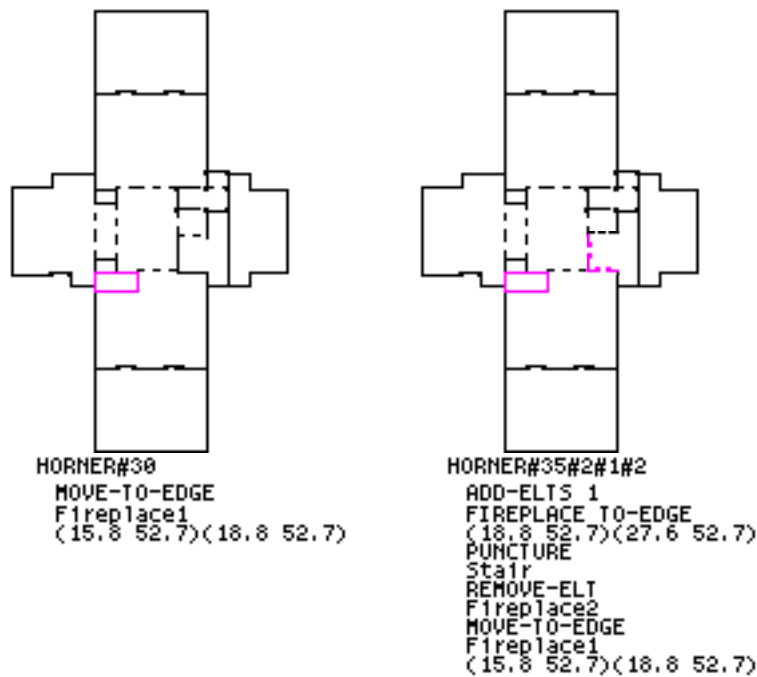 HORNER#30
MOVE-TO-EDGE
Fireplace1
(15.8 52.7)(18.8 52.7)
HORNER#35#2#1#2
ADD-ELTS 1
FIREPLACE TO-EDGE
(18.8 52.7)(27.6 52.7)
PUNCTURE
Stair
REMOVE-ELT
Fireplace2
MOVE-TO-EDGE
Fireplace1
(15.8 52.7)(18.8 52.7)